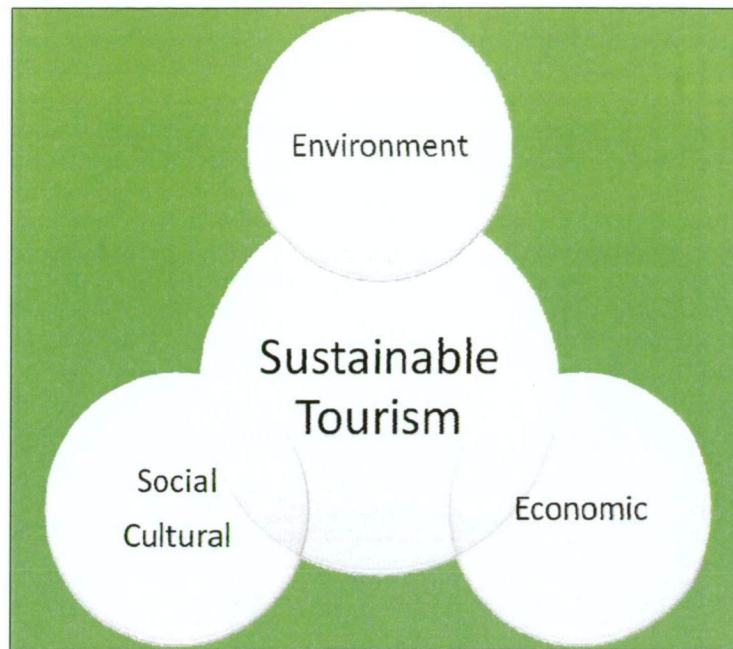 Environment
Sustainable
Tourism
Social
Cultural
Economic